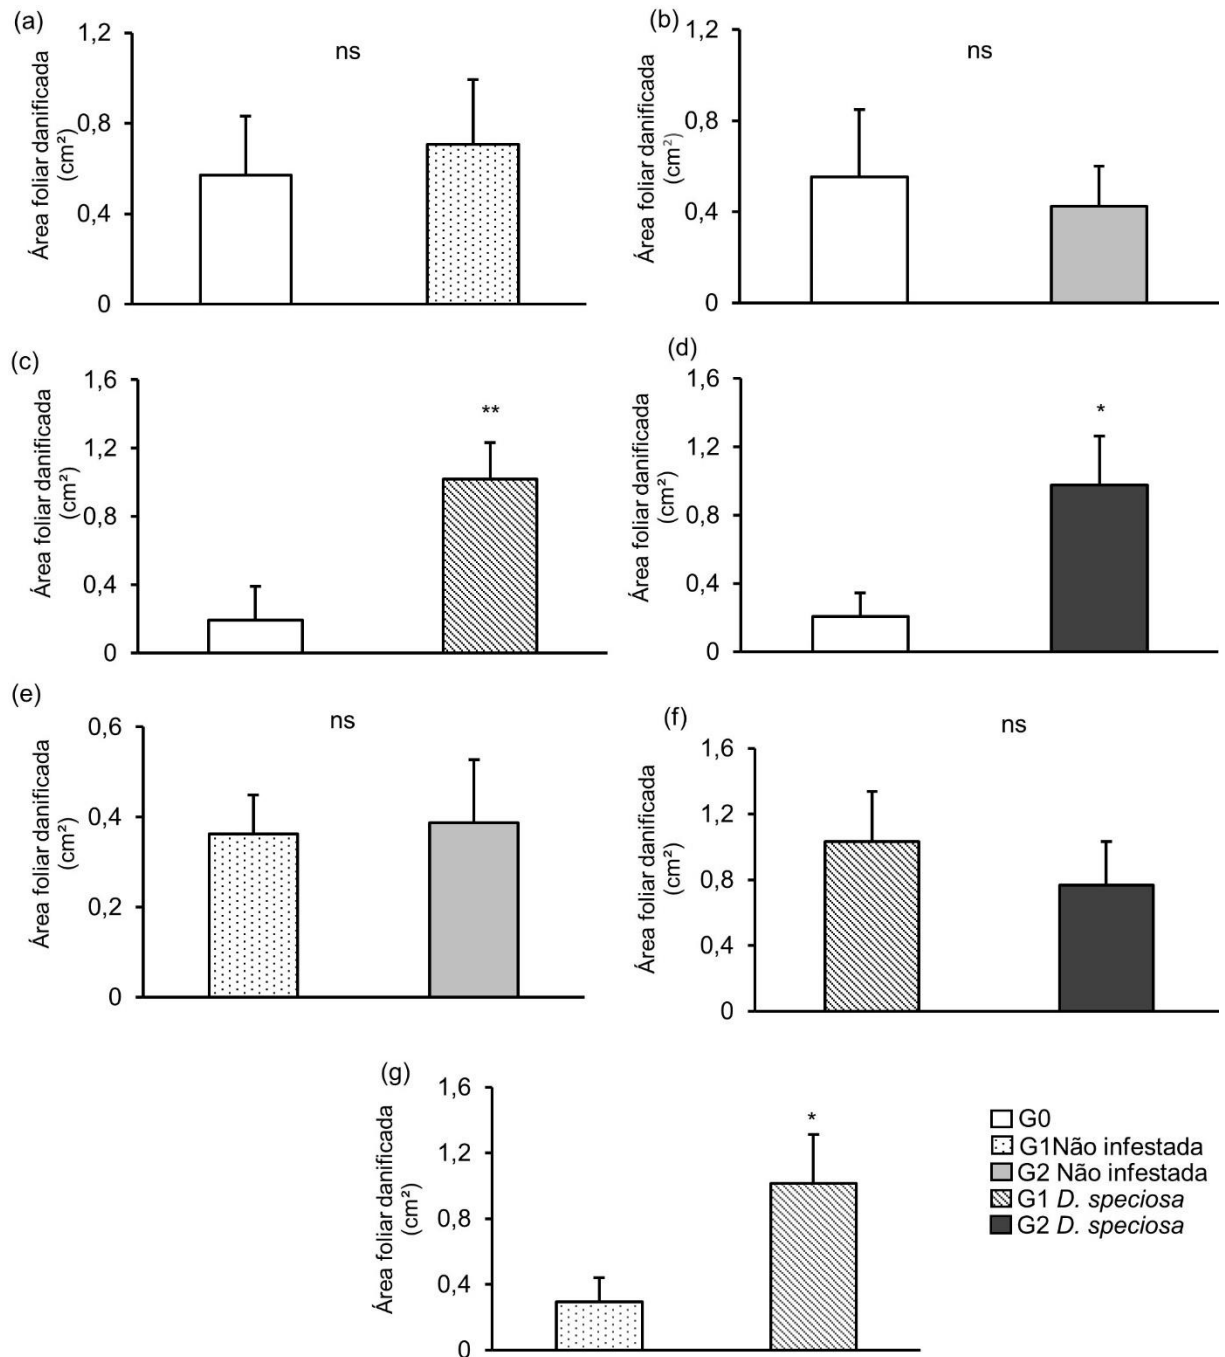 (a)
1,2
0,8
0,4
0
Área foliar danificada
(cm²)
ns
(b)
1,2
0,8
0,4
0
Área foliar danificada
(cm²)
ns
(c)
1,6
1,2
0,8
0,4
0
Área foliar danificada
(cm²)
**
(d)
1,6
1,2
0,8
0,4
0
Área foliar danificada
(cm²)
*
(e)
0,6
0,4
0,2
0
Área foliar danificada
(cm²)
ns
(f)
1,6
1,2
0,8
0,4
0
Área foliar danificada
(cm²)
ns
(g)
1,6
1,2
0,8
0,4
0
Área foliar danificada
(cm²)
*
G0
G1Não infestada
G2 Não infestada
G1 D. speciosa
G2 D. speciosa